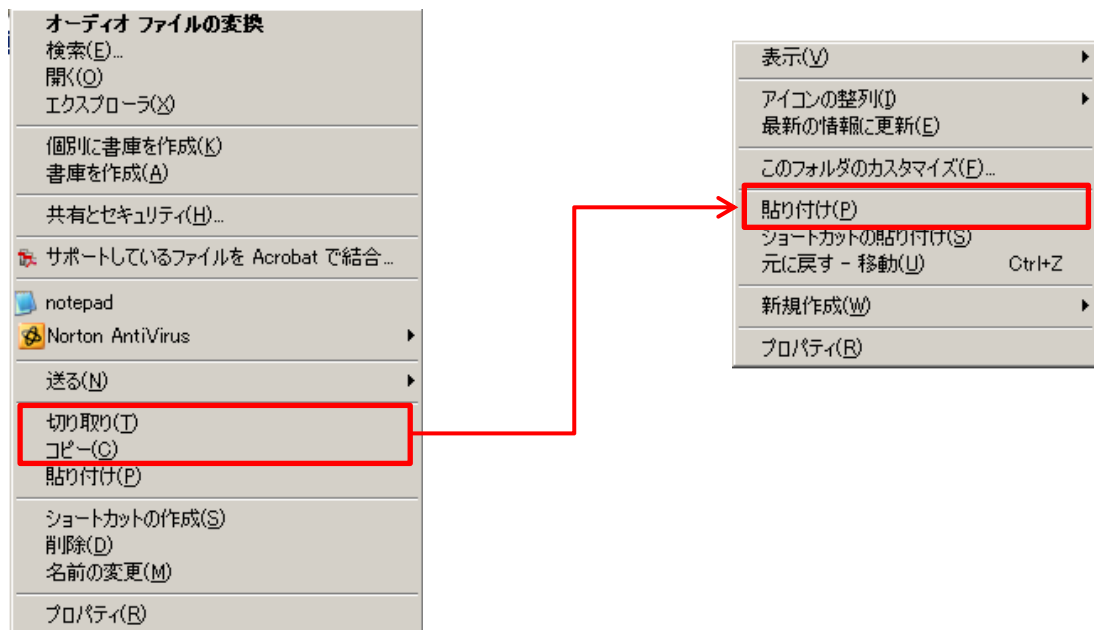 オーディオ ファイルの変換
検索(E)...
開く(O)
エクスプローラ(X)
個別に書庫を作成(K)
書庫を作成(A)
共有とセキュリティ(H)...
サポートしているファイルを Acrobat で結合...
notepad
Norton AntiVirus
送る(N)
切り取り(T)
コピー(C)
貼り付け(P)
ショートカットの作成(S)
削除(D)
名前の変更(M)
プロパティ(R)
表示(V)
アイコンの整列(I)
最新の情報に更新(E)
このフォルダのカスタマイズ(F)...
貼り付け(P)
ショートカットの貼り付け(S)
元に戻す - 移動(U) Ctrl+Z
新規作成(W)
プロパティ(R)